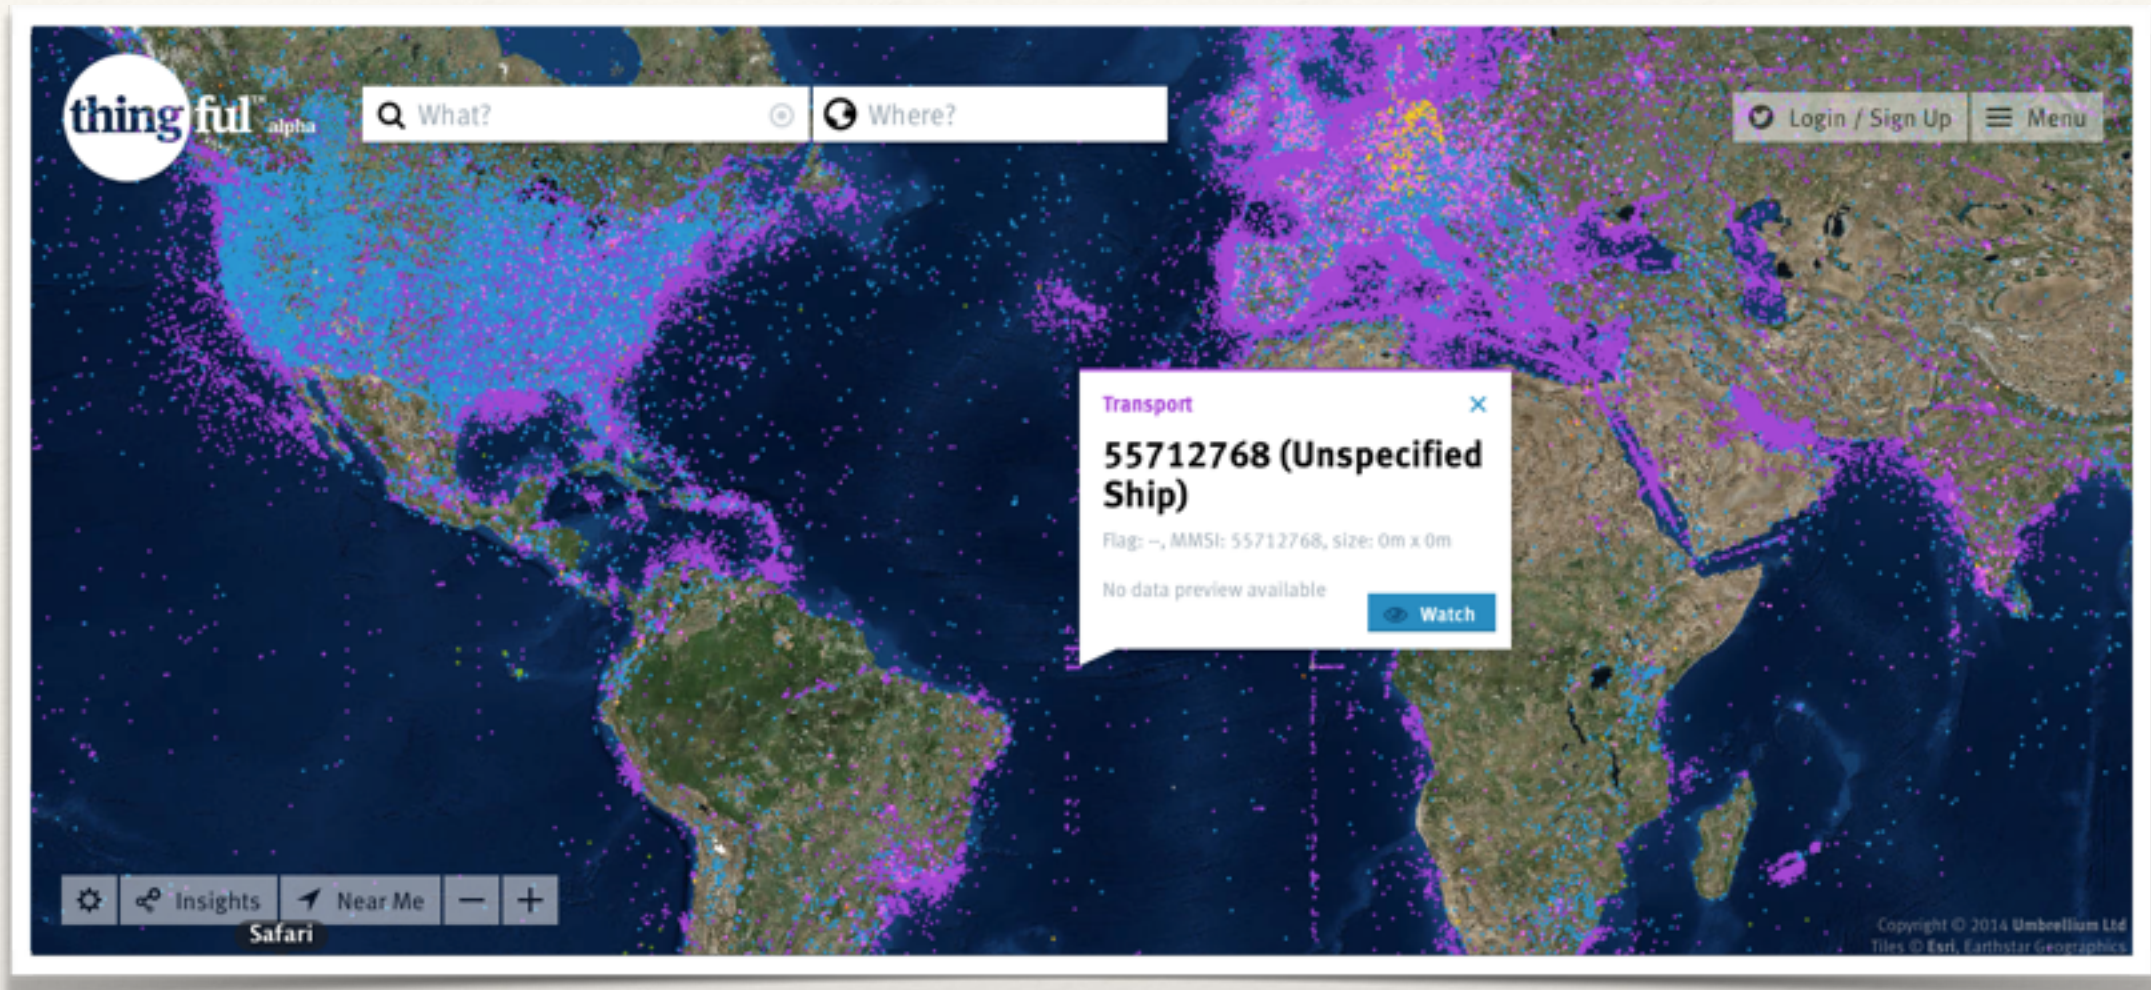 thingful™ alpha
What?
Where?
Login / Sign Up
Menu
Transport
55712768 (Unspecified
Ship)
Flag: --, MMSI: 55712768, size: 0m x 0m
No data preview available
Watch
Insights
Near Me
Safari
Copyright © 2014 Umbrellium Ltd
Tiles © Esri, Earthstar Geographics